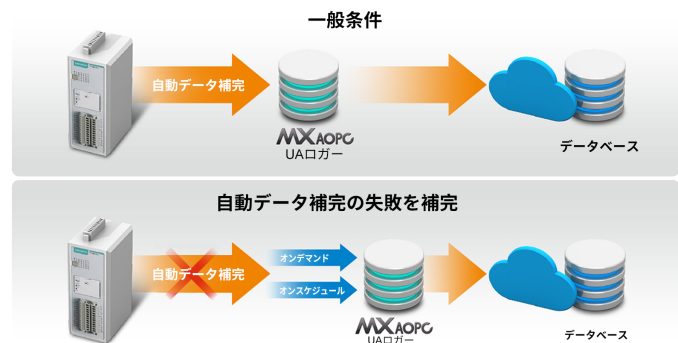 一般条件
自動データ補完
MXAOPC
UAロガー
データベース
自動データ補完の失敗を補完
自動データ補完
オンデマンド
オンスケジュール
MXAOPC
UAロガー
データベース